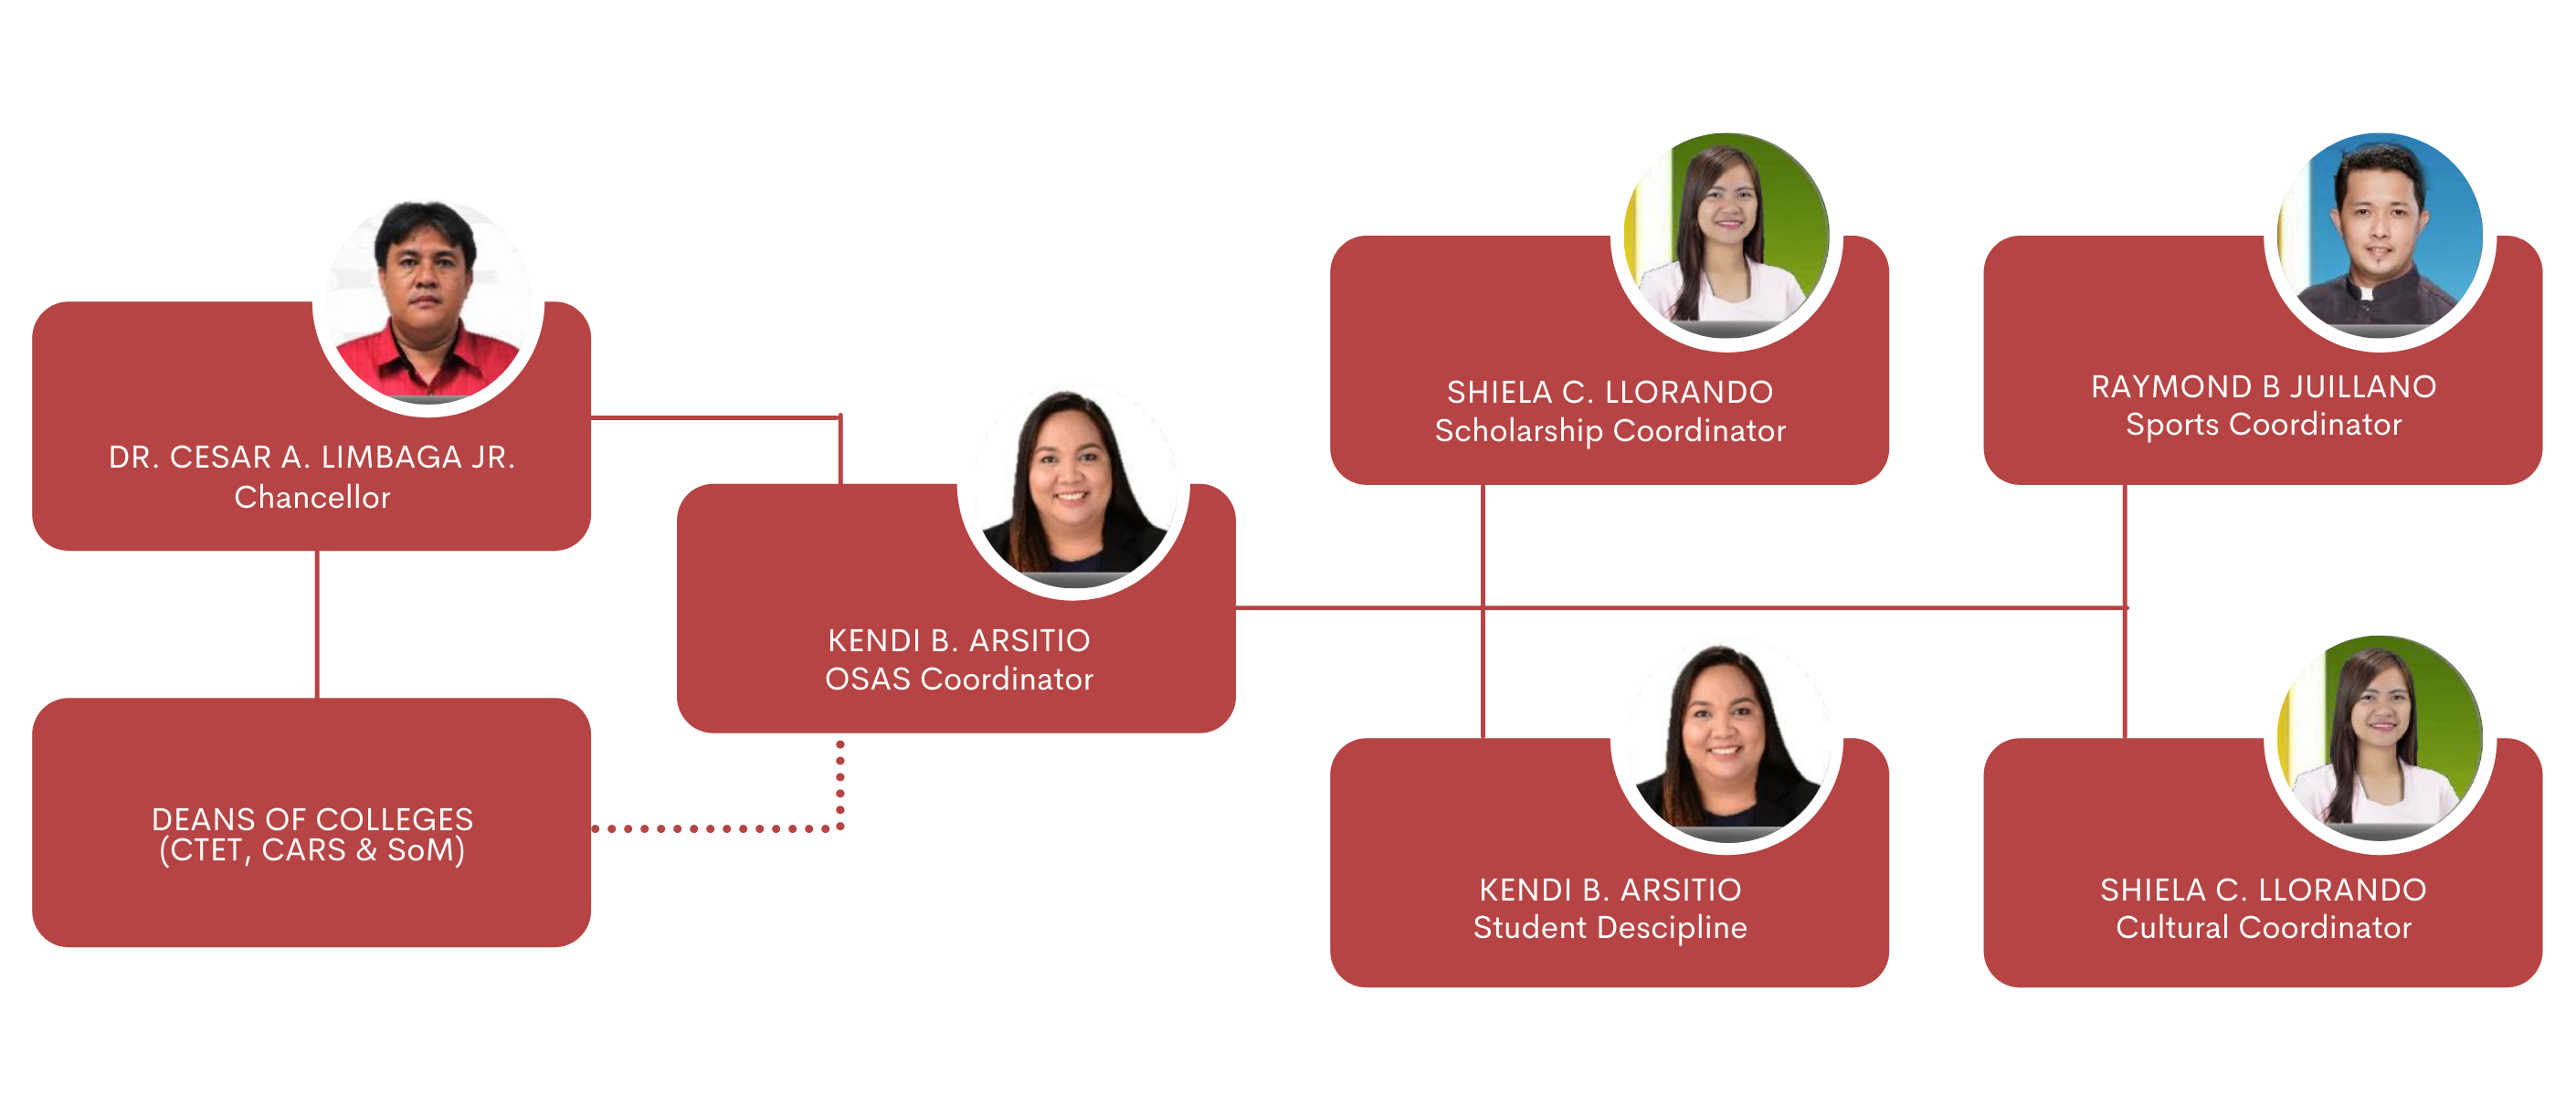 DR. CESAR A. LIMBAGA JR.
Chancellor
DEANS OF COLLEGES
(CTET, CARS & SoM)
KENDI B. ARSITIO
OSAS Coordinator
SHIELA C. LLORANDO
Scholarship Coordinator
RAYMOND B JUILLANO
Sports Coordinator
KENDI B. ARSITIO
Student Descipline
SHIELA C. LLORANDO
Cultural Coordinator